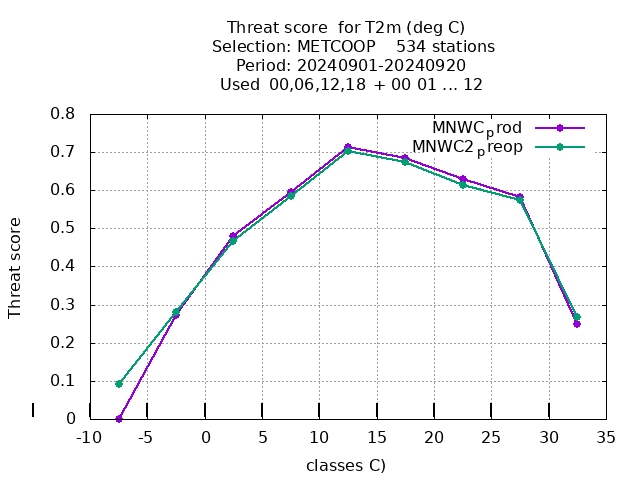 Threat score  for T2m (deg C)
Selection: METCOOP    534 stations
Period: 20240901-20240920
Used  00,06,12,18  + 00 01 ... 12
MNWCprod
MNWC2preop
0.8
0.7
0.6
0.5
0.4
0.3
0.2
0.1
0
Threat score
-10 -5 0 5 10 15 20 25 30 35
classes C)